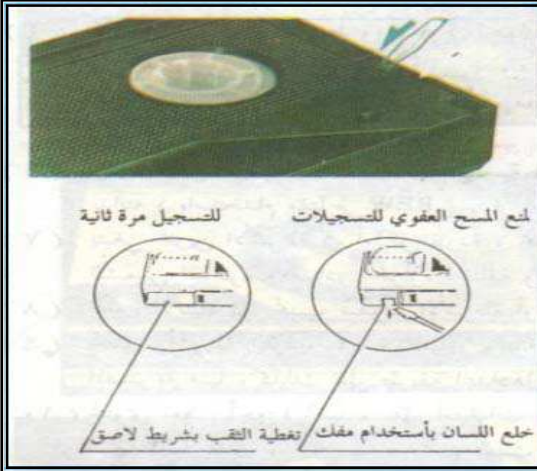 لمنع المسح العفوي للتسجيلات
للتسجيل مرة ثانية
خلع اللسان بأستخدام مفك
تغطية الثقب بشريط لاصق